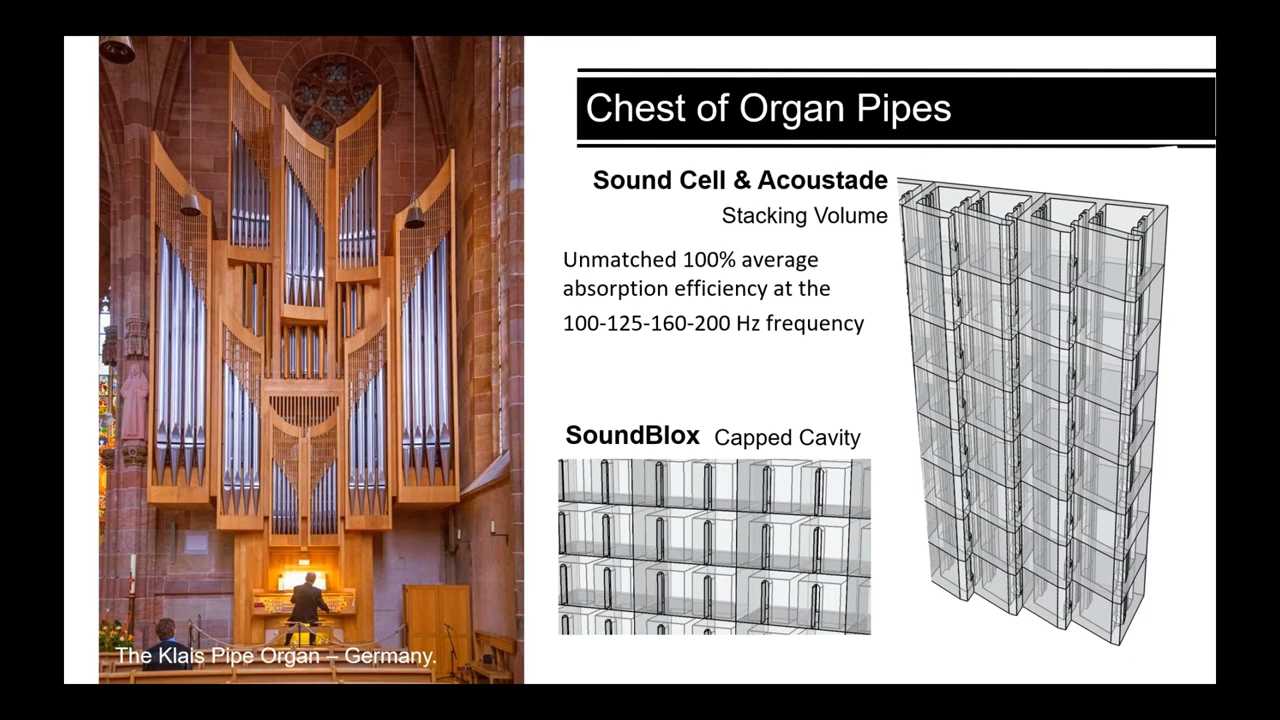 Chest of Organ Pipes
Sound Cell & Acoustade
Stacking Volume
Unmatched 100% average
absorption efficiency at the
100-125-160-200 Hz frequency
SoundBlox Capped Cavity
The Klais Pipe Organ – Germany.